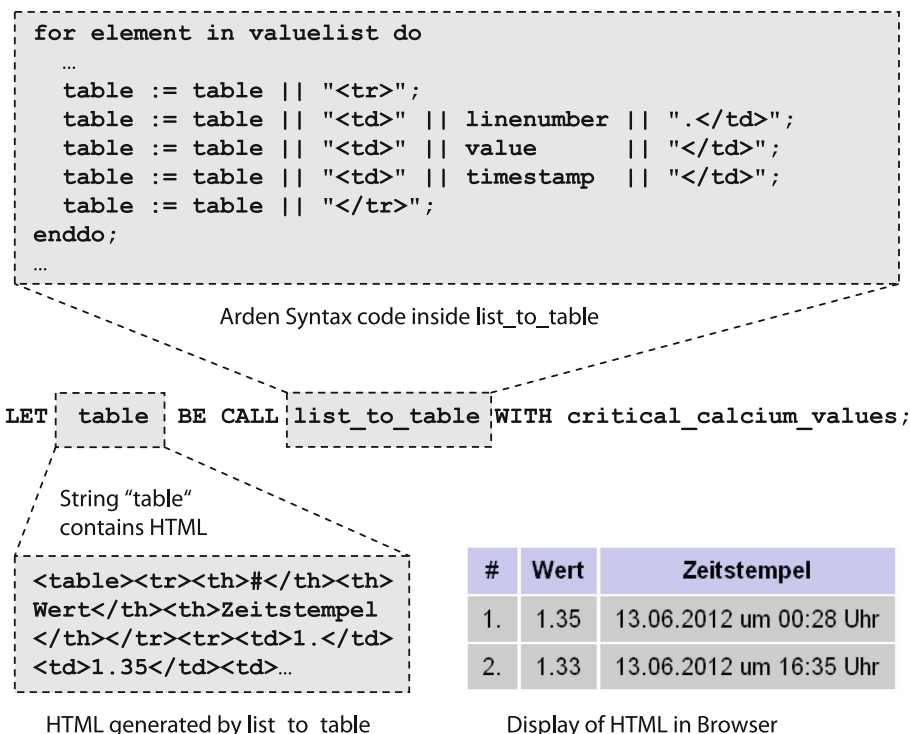 for element in valuelist do
…
table := table || "<tr>";
table := table || "<td>" || linenumber || ".</td>";
table := table || "<td>" || value || "</td>";
table := table || "<td>" || timestamp || "</td>";
table := table || "</tr>";
enddo;
…
Arden Syntax code inside list_to_table
LET table BE CALL list_to_table WITH critical_calcium_values;
String “table“
contains HTML
<table><tr><th>#</th><th>
Wert</th><th>Zeitstempel
</th></tr><tr><td>1.</td>
<td>1.35</td><td>…
HTML generated by list_to_table
# Wert Zeitstempel
1. 1.35 13.06.2012 um 00:28 Uhr
2. 1.33 13.06.2012 um 16:35 Uhr
Display of HTML in Browser